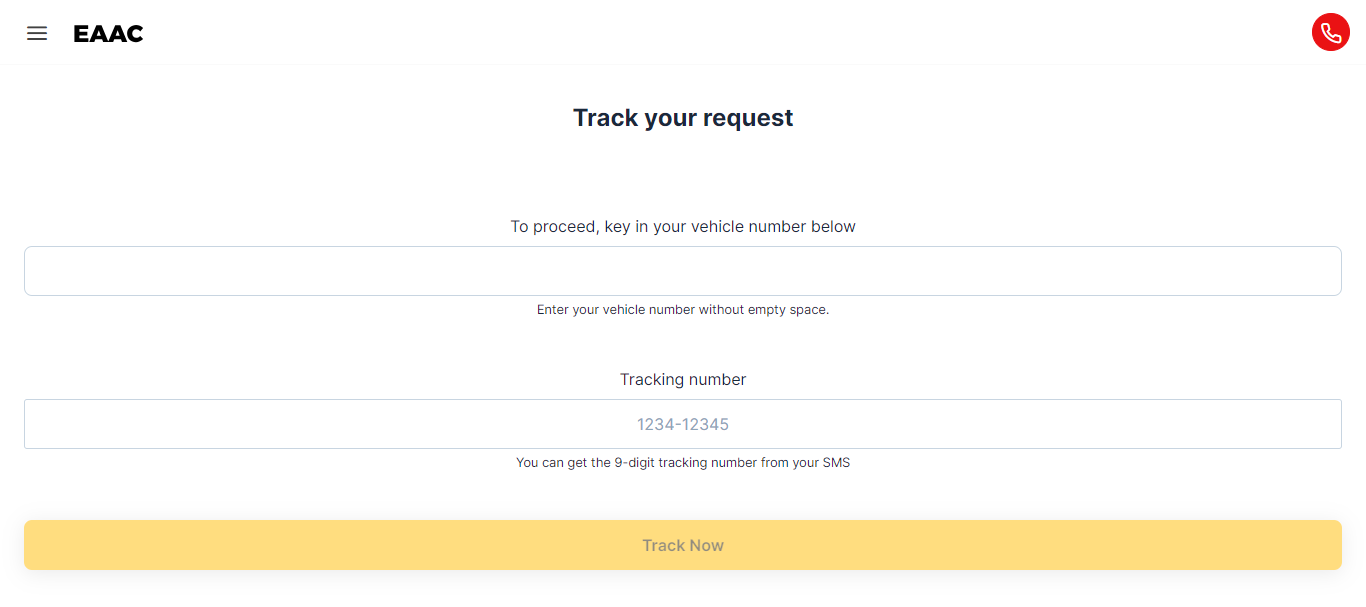 EAAC
Track your request
To proceed, key in your vehicle number below
Enter your vehicle number without empty space.
Tracking number
1234-12345
You can get the 9-digit tracking number from your SMS
Track Now